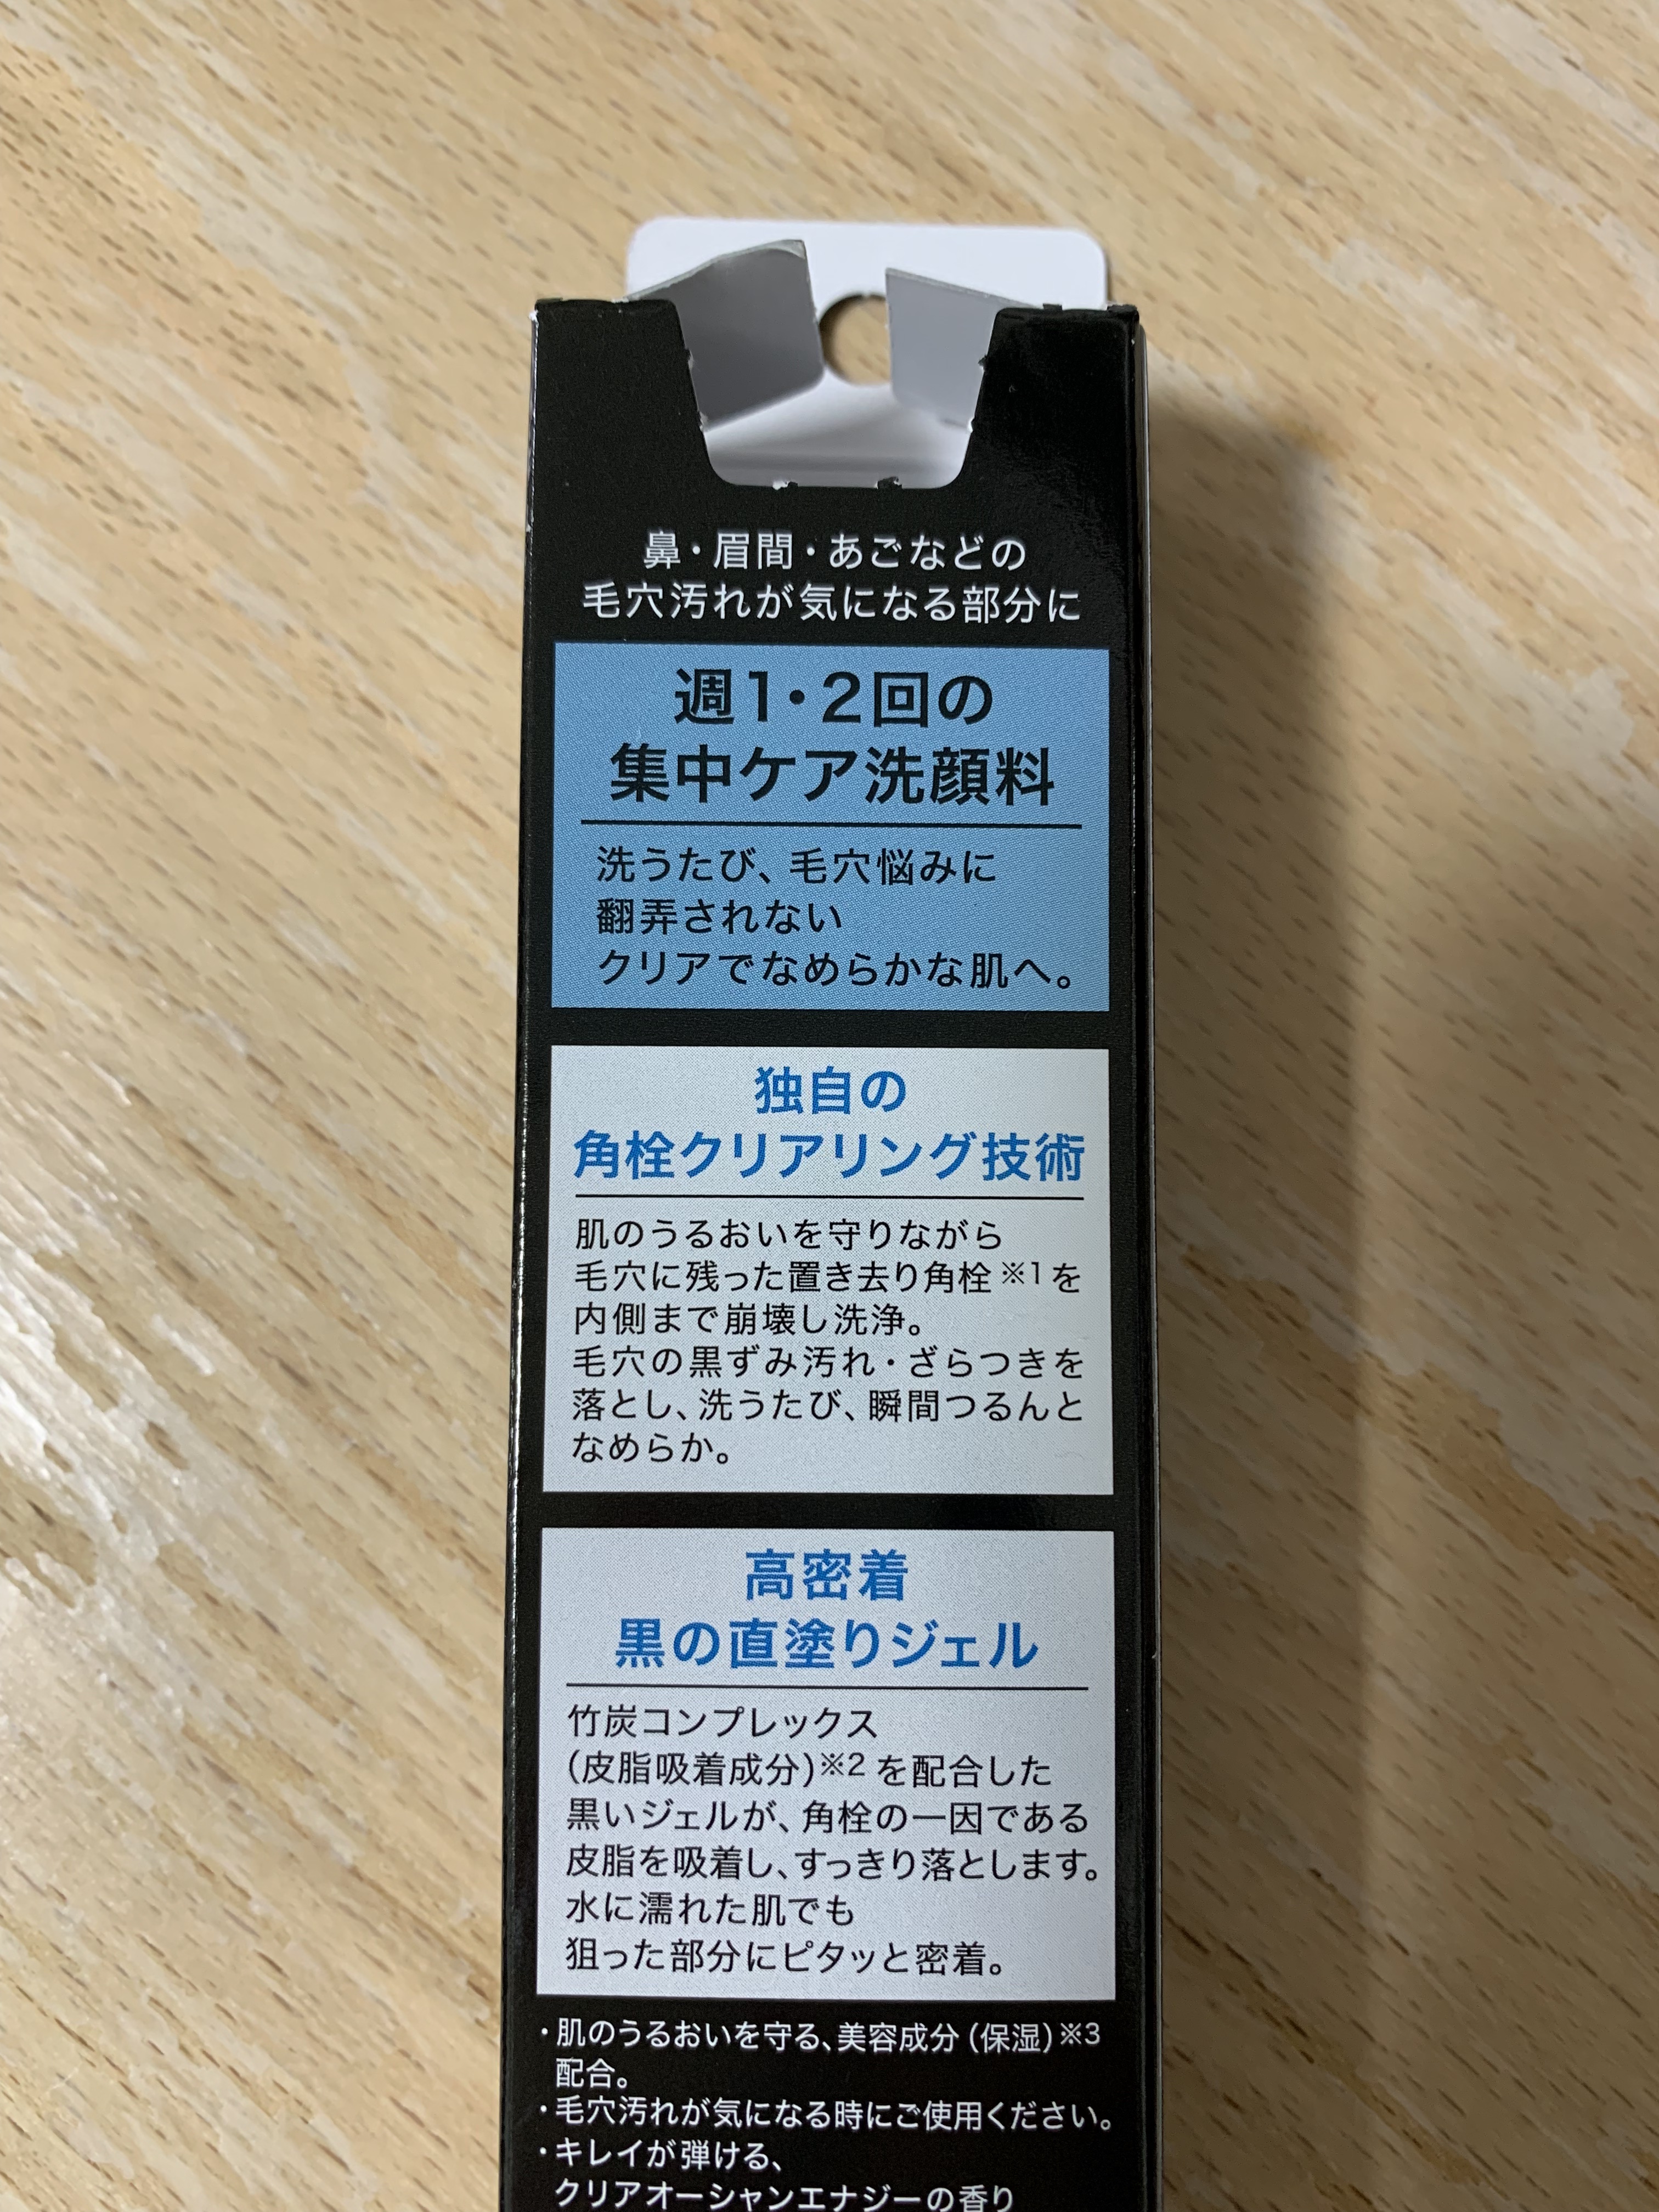 鼻・眉間・あごなどの
毛穴汚れが気になる部分に
週1・2回の
集中ケア洗顔料
洗うたび、毛穴悩みに
翻弄されない
クリアでなめらかな肌へ。
独自の
角栓クリアリング技術
肌のうるおいを守りながら
毛穴に残った置き去り角栓※1を
内側まで崩壊し洗浄。
毛穴の黒ずみ汚れ・ざらつきを
落とし、洗うたび、瞬間つるんと
なめらか。
高密着
黒の直塗りジェル
竹炭コンプレックス
(皮脂吸着成分)※2を配合した
黒いジェルが、角栓の一因である
皮脂を吸着し、すっきり落とします。
水に濡れた肌でも
狙った部分にピタッと密着。
・肌のうるおいを守る、美容成分(保湿)※3
配合。
・毛穴汚れが気になる時にご使用ください。
・キレイが弾ける、
クリアオーシャンエナジーの香り